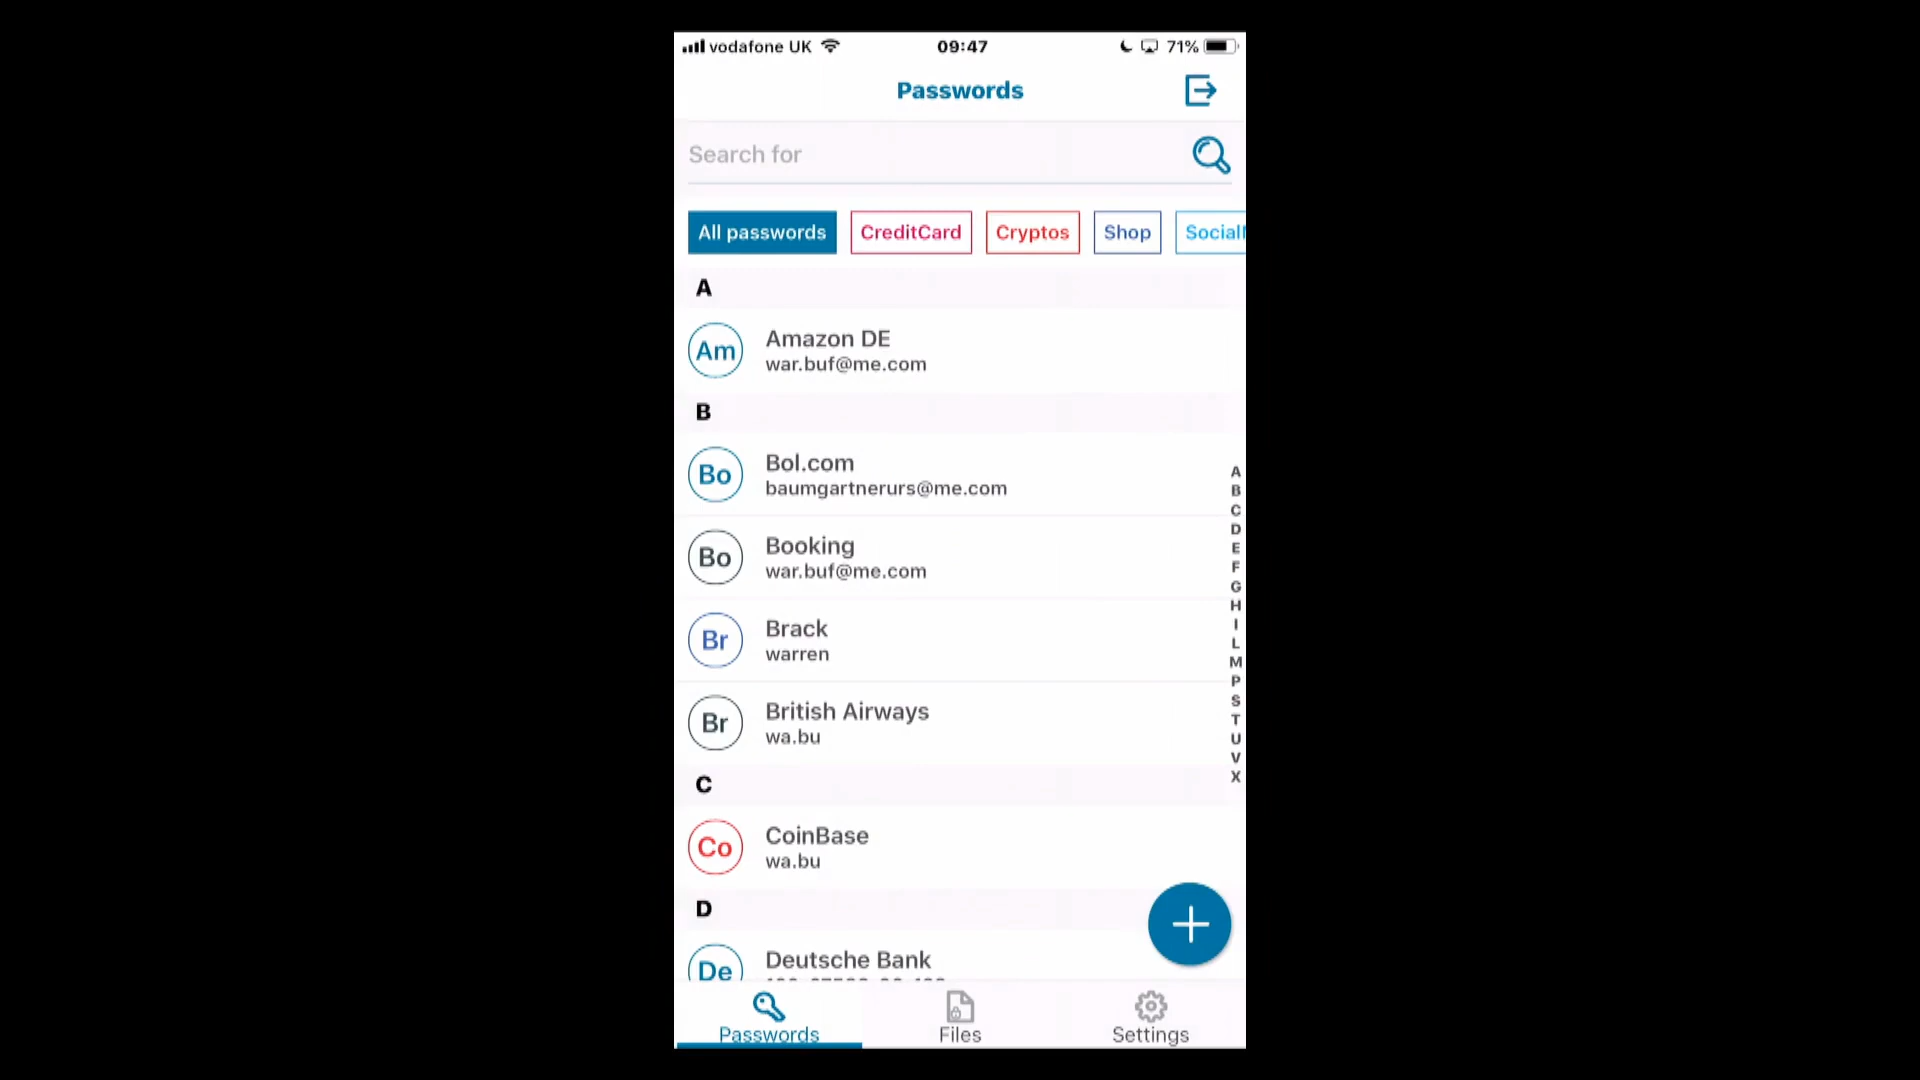 vodafone UK 09:47 71%
Passwords
Search for
All passwords CreditCard Cryptos Shop
A
Am Amazon DE
war.buf@me.com
B
Bo Bol.com
baumgartnerurs@me.com
Bo Booking
war.buf@me.com
Br Brack
warren
Br British Airways
wa.bu
C
Co CoinBase
wa.bu
D
De Deutsche Bank
A
B
C
D
E
F
G
H
I
L
M
P
S
T
U
V
X
Passwords Files Settings